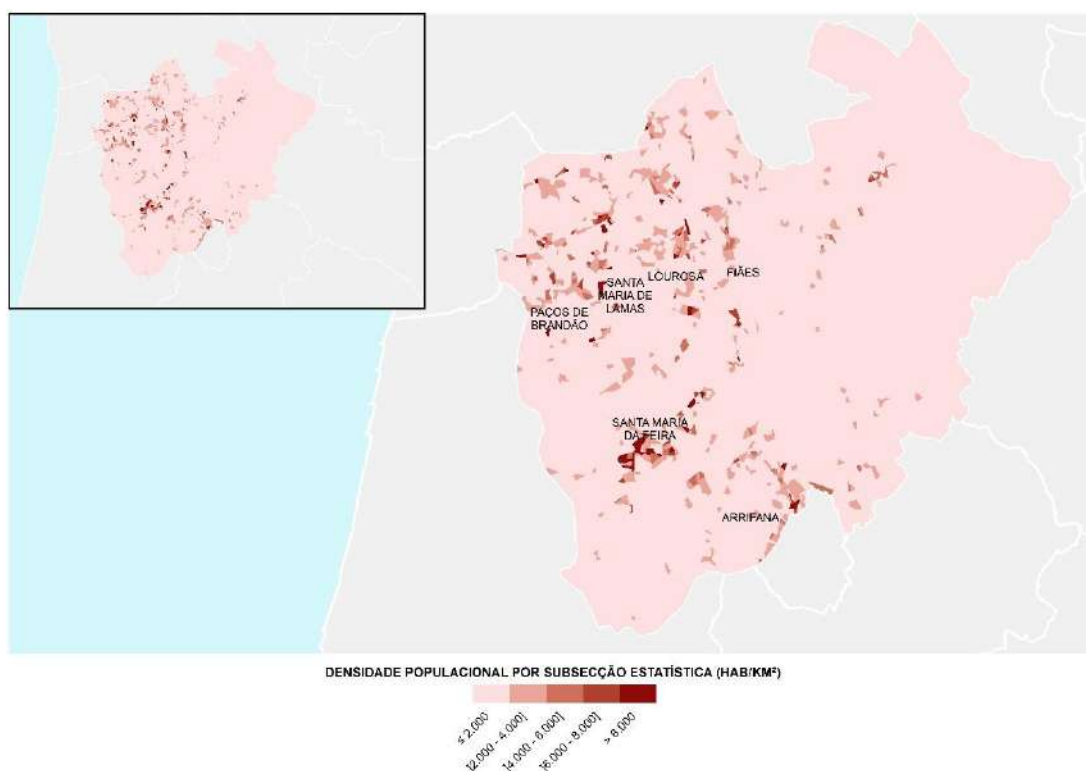 LOUROSA
FIÃES
SANTA
MARIA DE
LAMAS
PAÇOS DE
BRANDÃO
SANTA MARIA
DA FEIRA
ARRIFANA
DENSIDADE POPULACIONAL POR SUBSECÇÃO ESTATÍSTICA (HAB/KM²)
≤ 2.000
]2.000 - 4.000]
]4.000 - 6.000]
]6.000 - 8.000]
> 8.000